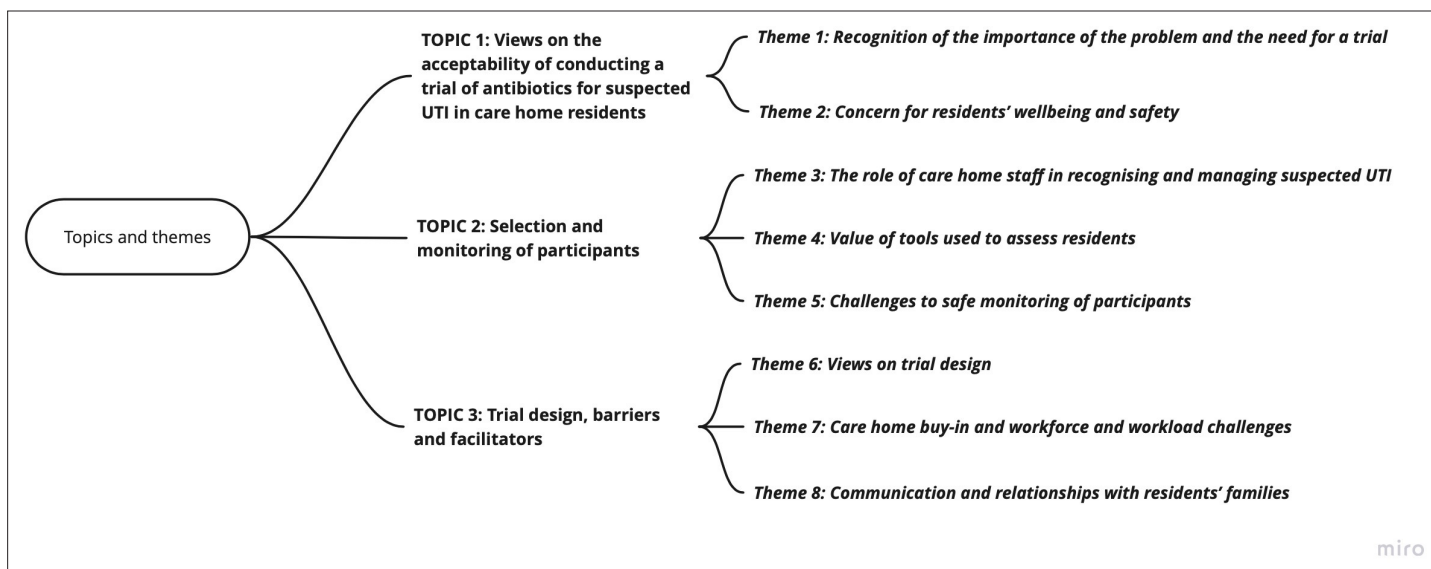 Topics and themes
TOPIC 1: Views on the
acceptability of conducting a
trial of antibiotics for suspected
UTI in care home residents
Theme 1: Recognition of the importance of the problem and the need for a trial
Theme 2: Concern for residents’ wellbeing and safety
TOPIC 2: Selection and
monitoring of participants
Theme 3: The role of care home staff in recognising and managing suspected UTI
Theme 4: Value of tools used to assess residents
Theme 5: Challenges to safe monitoring of participants
TOPIC 3: Trial design, barriers
and facilitators
Theme 6: Views on trial design
Theme 7: Care home buy-in and workforce and workload challenges
Theme 8: Communication and relationships with residents’ families
miro